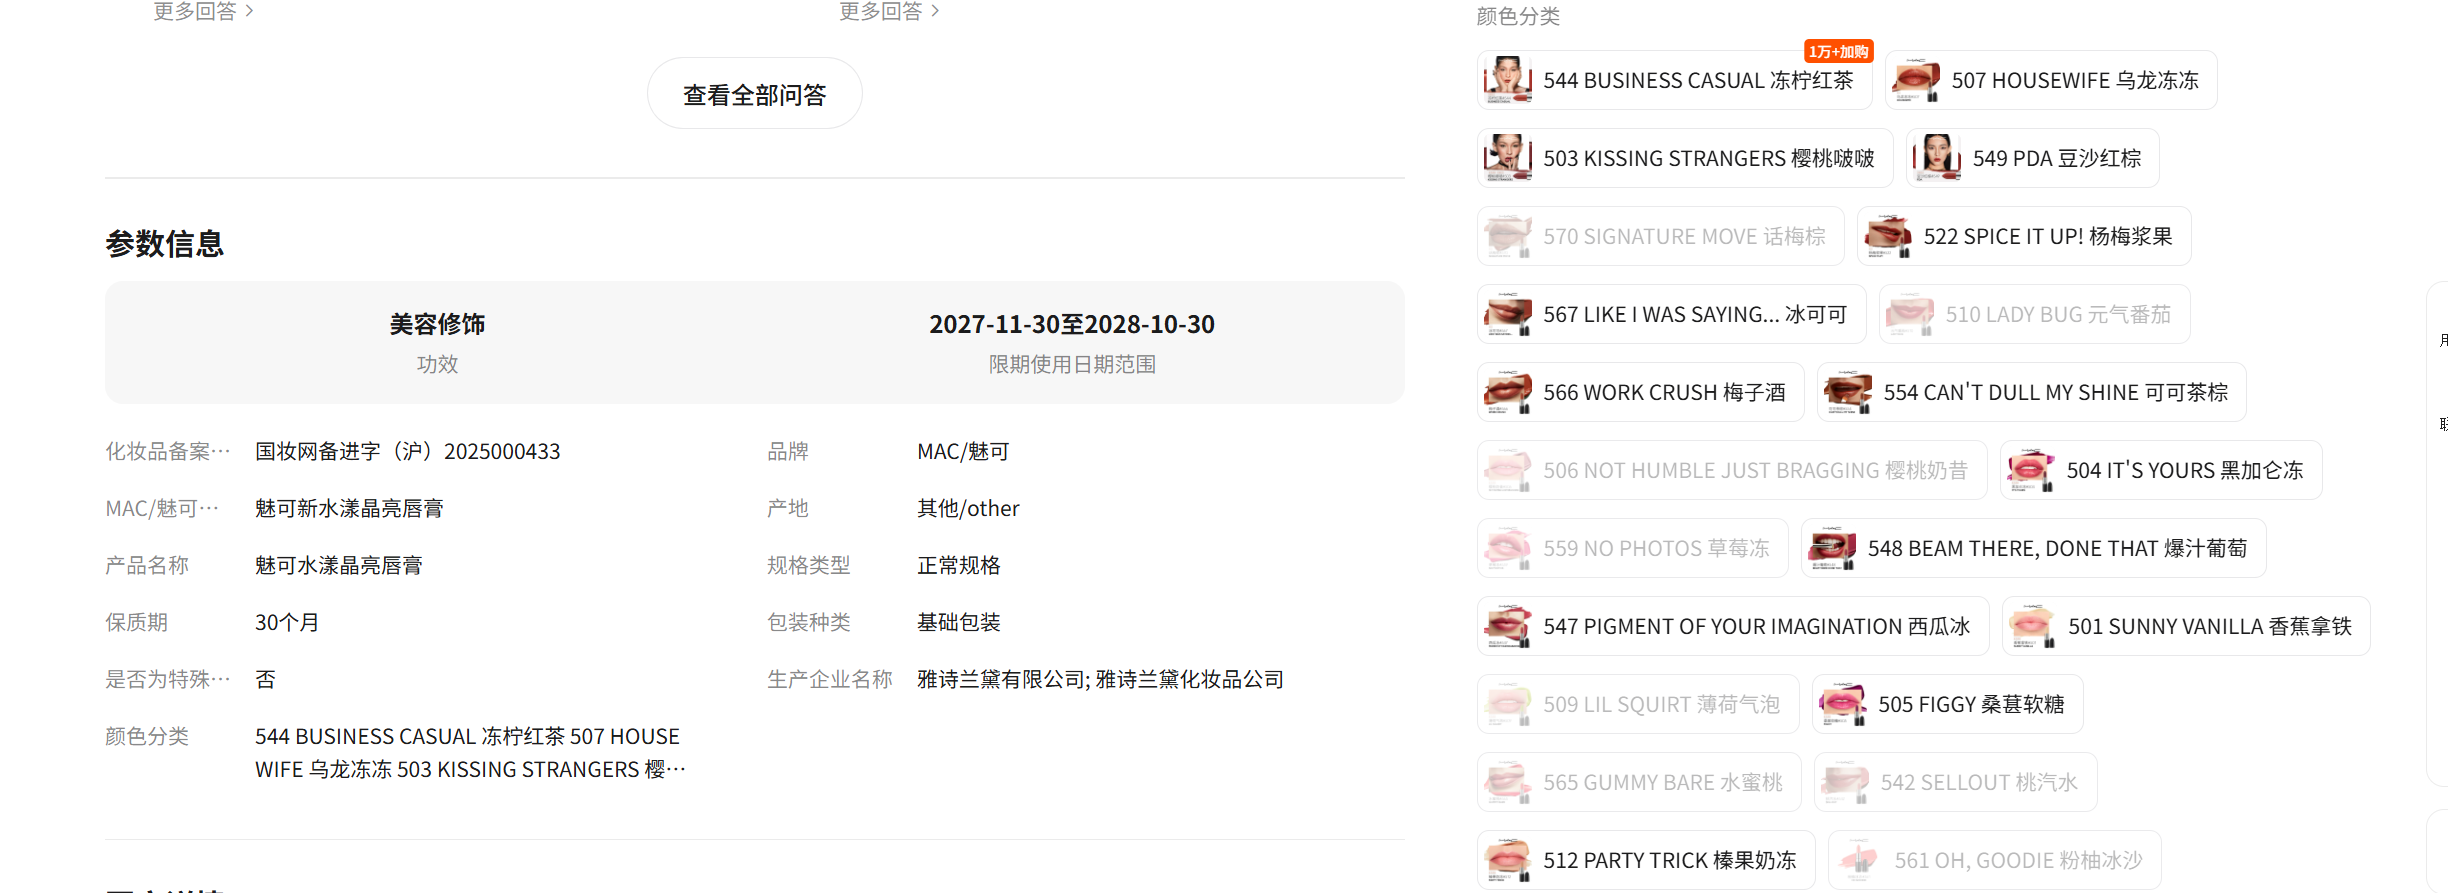 更多回答 >
更多回答 >
查看全部问答
参数信息
美容修饰
功效
2027-11-30至2028-10-30
限期使用日期范围
化妆品备案… 国妆网备进字（沪）2025000433
品牌 MAC/魅可
MAC/魅可… 魅可新水漾晶亮唇膏
产地 其他/other
产品名称 魅可水漾晶亮唇膏
规格类型 正常规格
保质期 30个月
包装种类 基础包装
是否为特殊… 否
生产企业名称 雅诗兰黛有限公司; 雅诗兰黛化妆品公司
颜色分类 544 BUSINESS CASUAL 冻柠红茶 507 HOUSE
WIFE 乌龙冻冻 503 KISSING STRANGERS 樱…
颜色分类
1万+加购
544 BUSINESS CASUAL 冻柠红茶
507 HOUSEWIFE 乌龙冻冻
503 KISSING STRANGERS 樱桃啵啵
549 PDA 豆沙红棕
570 SIGNATURE MOVE 话梅棕
522 SPICE IT UP! 杨梅浆果
567 LIKE I WAS SAYING... 冰可可
510 LADY BUG 元气番茄
566 WORK CRUSH 梅子酒
554 CAN'T DULL MY SHINE 可可茶棕
506 NOT HUMBLE JUST BRAGGING 樱桃奶昔
504 IT'S YOURS 黑加仑冻
559 NO PHOTOS 草莓冻
548 BEAM THERE, DONE THAT 爆汁葡萄
547 PIGMENT OF YOUR IMAGINATION 西瓜冰
501 SUNNY VANILLA 香蕉拿铁
509 LIL SQUIRT 薄荷气泡
505 FIGGY 桑葚软糖
565 GUMMY BARE 水蜜桃
542 SELLOUT 桃汽水
512 PARTY TRICK 榛果奶冻
561 OH, GOODIE 粉柚冰沙